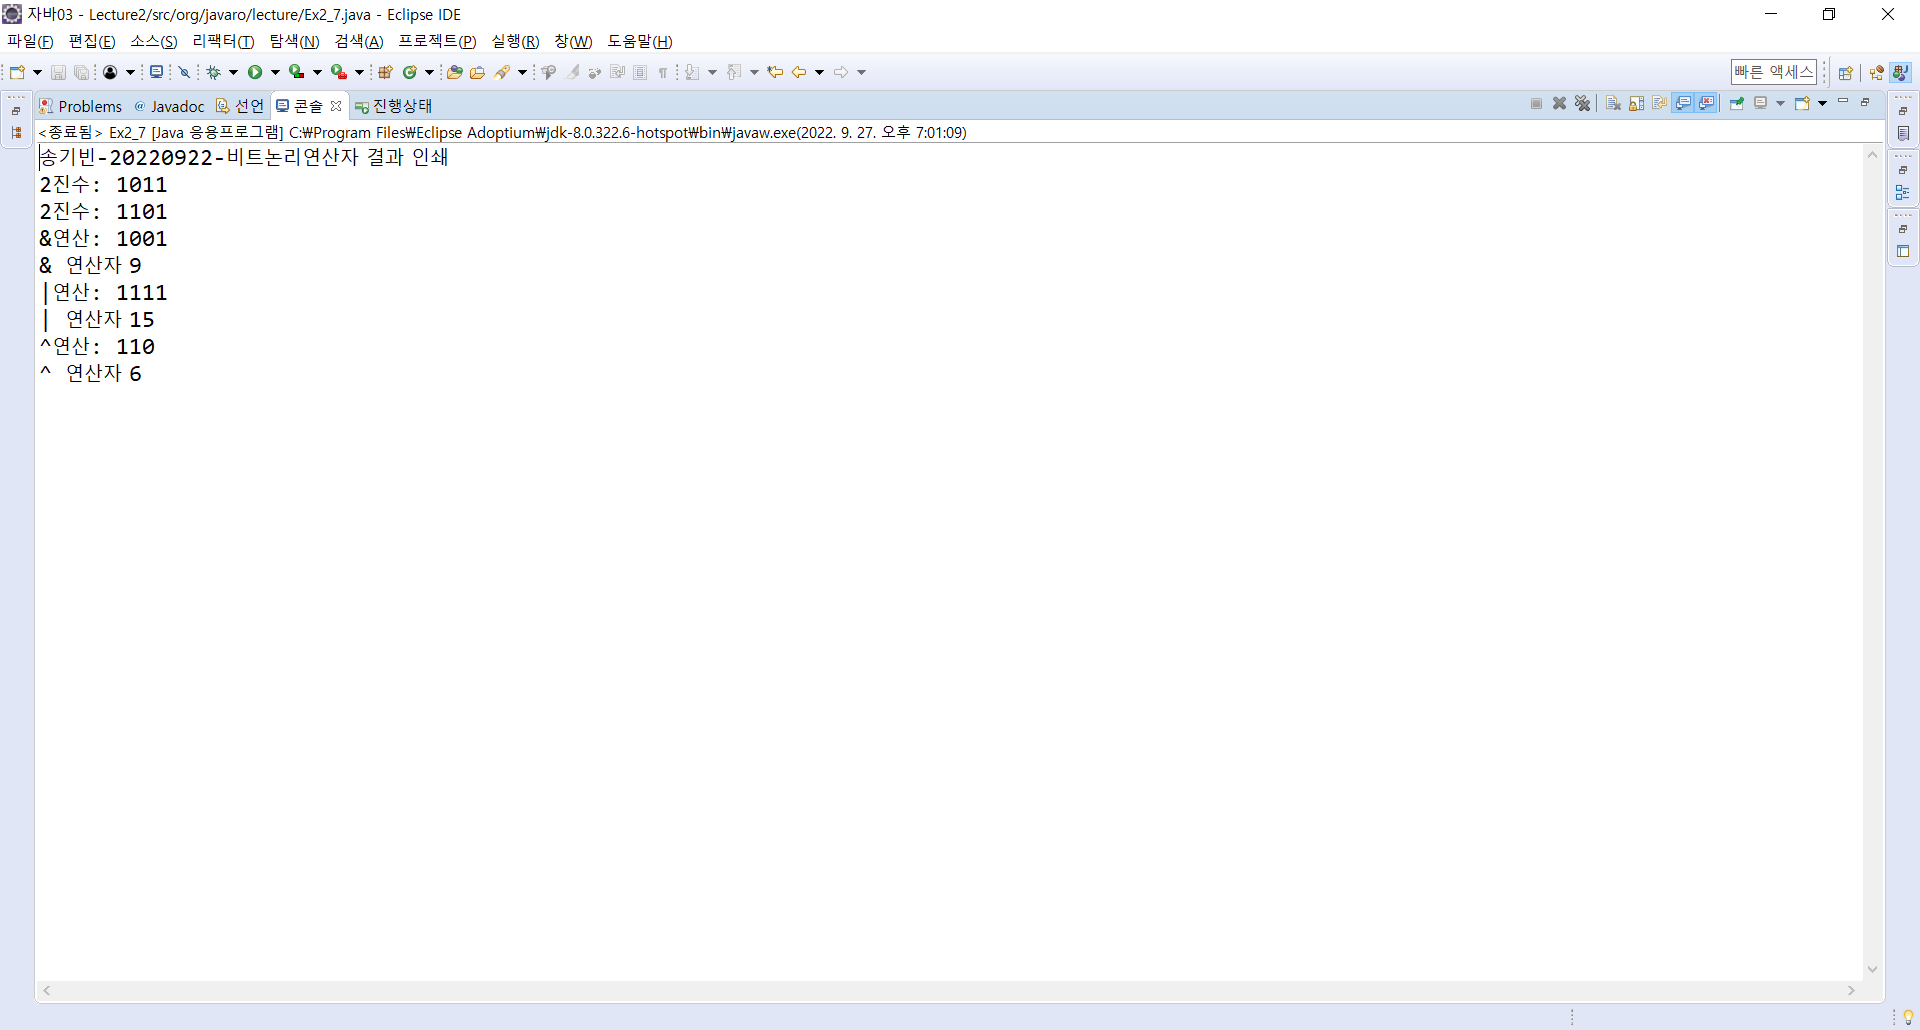 자바03 - Lecture2/src/org/javaro/lecture/Ex2_7.java - Eclipse IDE
파일(F) 편집(E) 소스(S) 리팩터(T) 탐색(N) 검색(A) 프로젝트(P) 실행(R) 창(W) 도움말(H)
빠른 액세스
Problems @ Javadoc 선언 콘솔 진행상태
<종료됨> Ex2_7 [Java 응용프로그램] C:₩Program Files₩Eclipse Adoptium₩jdk-8.0.322.6-hotspot₩bin₩javaw.exe(2022. 9. 27. 오후 7:01:09)
송기빈-20220922-비트논리연산자 결과 인쇄
2진수: 1011
2진수: 1101
&연산: 1001
& 연산자 9
|연산: 1111
| 연산자 15
^연산: 110
^ 연산자 6